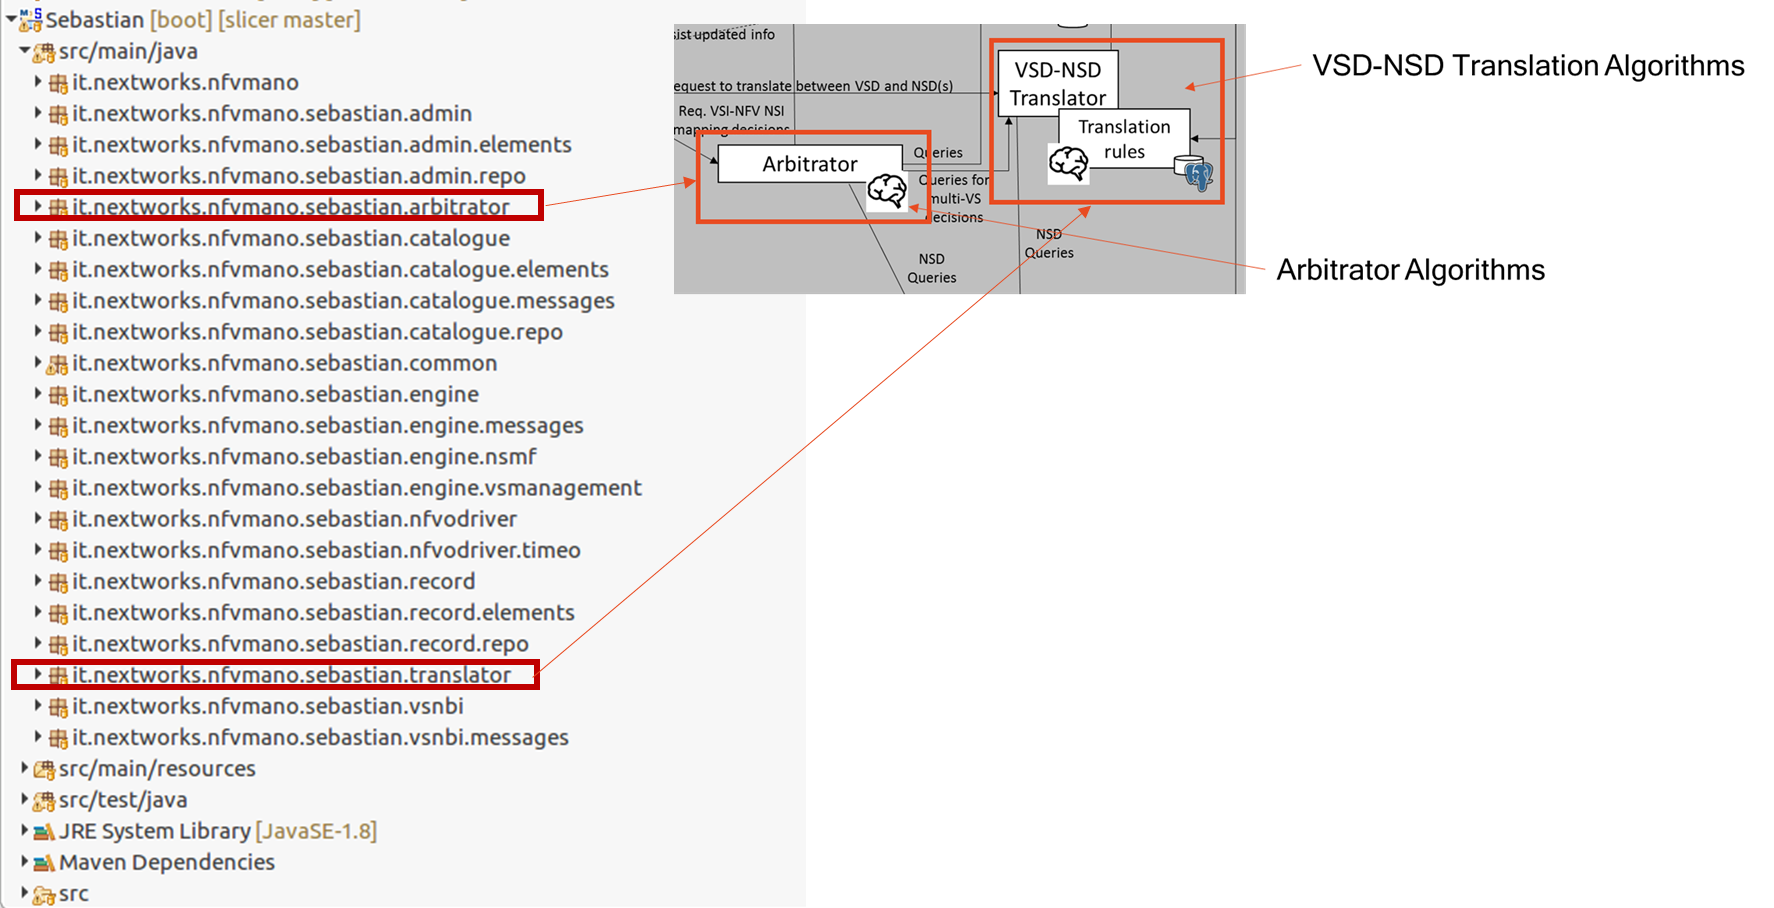 Sebastian [boot] [slicer master]
src/main/java
it.nextworks.nfvmano
it.nextworks.nfvmano.sebastian.admin
it.nextworks.nfvmano.sebastian.admin.elements
it.nextworks.nfvmano.sebastian.admin.repo
it.nextworks.nfvmano.sebastian.arbitrator
it.nextworks.nfvmano.sebastian.catalogue
it.nextworks.nfvmano.sebastian.catalogue.elements
it.nextworks.nfvmano.sebastian.catalogue.messages
it.nextworks.nfvmano.sebastian.catalogue.repo
it.nextworks.nfvmano.sebastian.common
it.nextworks.nfvmano.sebastian.engine
it.nextworks.nfvmano.sebastian.engine.messages
it.nextworks.nfvmano.sebastian.engine.nsmf
it.nextworks.nfvmano.sebastian.engine.vsmanagement
it.nextworks.nfvmano.sebastian.nfvodriver
it.nextworks.nfvmano.sebastian.nfvodriver.timeo
it.nextworks.nfvmano.sebastian.record
it.nextworks.nfvmano.sebastian.record.elements
it.nextworks.nfvmano.sebastian.record.repo
it.nextworks.nfvmano.sebastian.translator
it.nextworks.nfvmano.sebastian.vsnbi
it.nextworks.nfvmano.sebastian.vsnbi.messages
src/main/resources
src/test/java
JRE System Library [JavaSE-1.8]
Maven Dependencies
src
sist updated info
equest to translate between VSD and NSD(s)
Req. VSI-NFV NSI
mapping decisions
Arbitrator
Queries
Queries for
multi-VS
decisions
NSD
Queries
NSD
Queries
VSD-NSD
Translator
Translation
rules
VSD-NSD Translation Algorithms
Arbitrator Algorithms